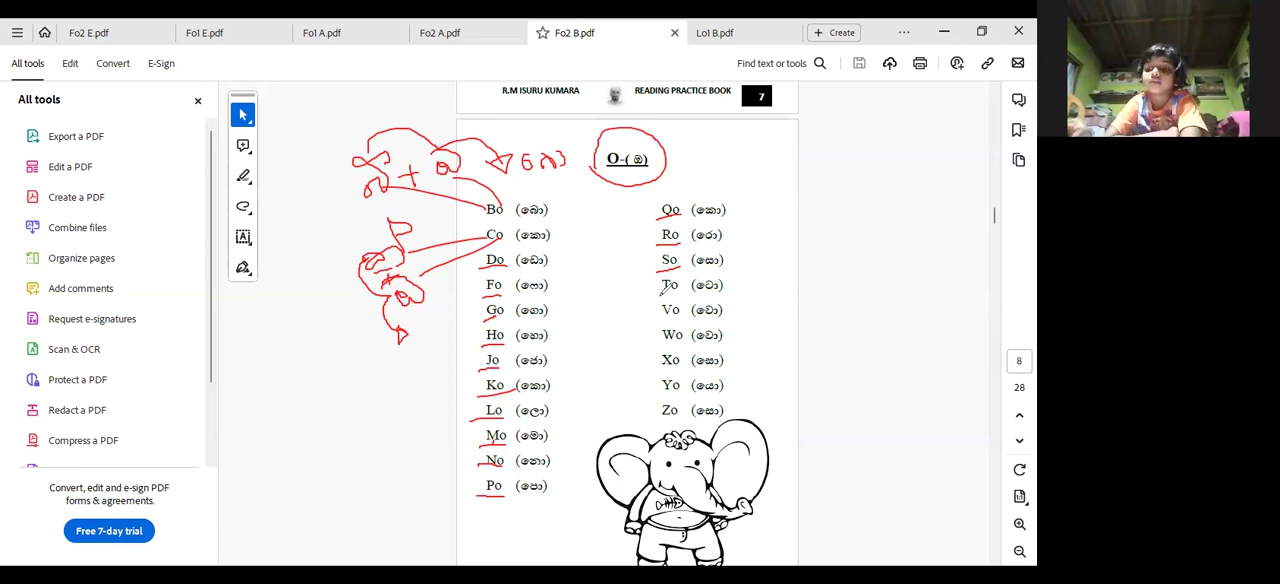 Fo2 E.pdf
Fo1 E.pdf
Fo1 A.pdf
Fo2 A.pdf
Fo2 B.pdf
Lo1 B.pdf
+ Create
All tools
Edit
Convert
E-Sign
Find text or tools
All tools
Export a PDF
Edit a PDF
Create a PDF
Combine files
Organize pages
Add comments
Request e-signatures
Scan & OCR
Protect a PDF
Redact a PDF
Compress a PDF
Convert, edit and e-sign PDF
forms & agreements.
Free 7-day trial
R.M ISURU KUMARA
READING PRACTICE BOOK
7
O-(ඔ)
Bo (බො)
Co (කො)
Do (ඩො)
Fo (ෆො)
Go (ගො)
Ho (හො)
Jo (ජො)
Ko (කො)
Lo (ලො)
Mo (මො)
No (නො)
Po (පො)
Qo (කො)
Ro (රො)
So (සො)
To (ටො)
Vo (වො)
Wo (වො)
Xo (සො)
Yo (යො)
Zo (සො)
8
28